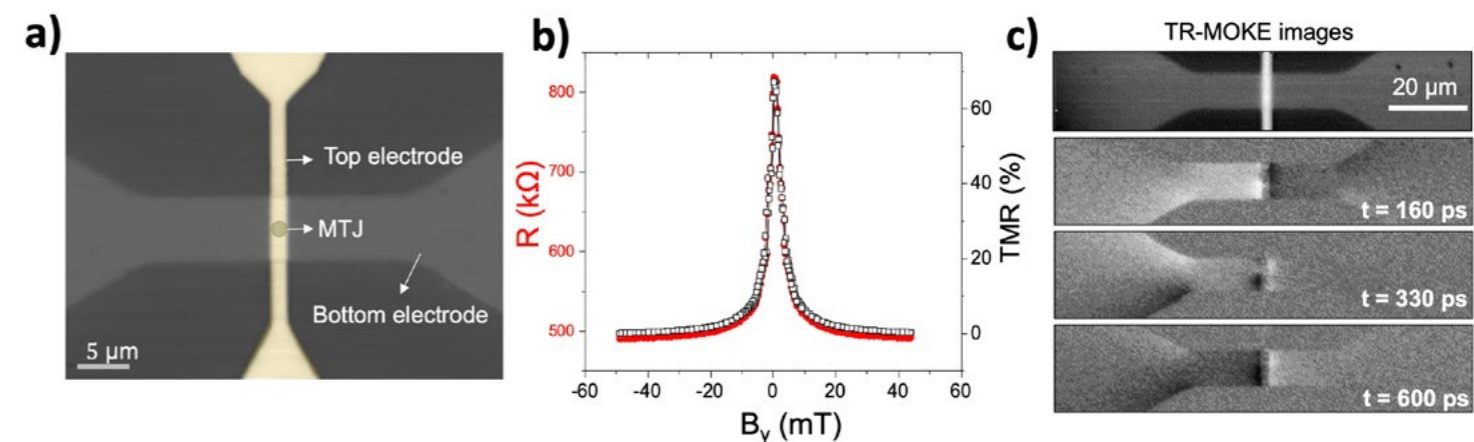 a)
Top electrode
MTJ
Bottom electrode
5 µm
b)
R (kΩ)
800
700
600
500
TMR (%)
60
40
20
0
-60 -40 -20 0 20 40 60
B_y (mT)
c)
TR-MOKE images
20 µm
t = 160 ps
t = 330 ps
t = 600 ps